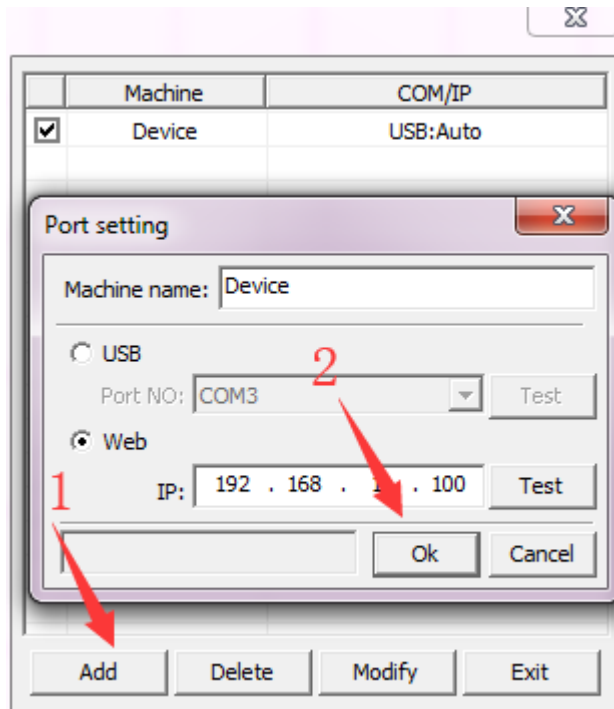 Machine COM/IP
Device USB:Auto
Port setting
Machine name: Device
USB
2
Port NO: COM3 Test
Web
1
IP: 192 . 168 . . 100 Test
Ok Cancel
Add Delete Modify Exit